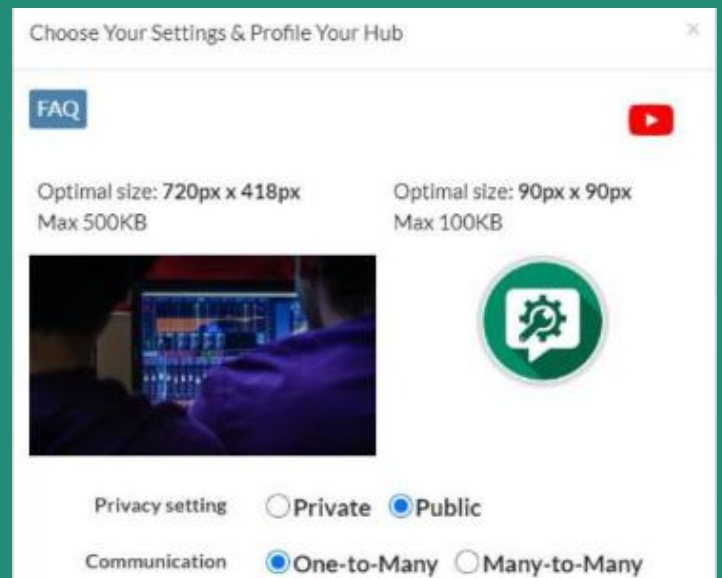 Choose Your Settings & Profile Your Hub
×
FAQ
Optimal size: 720px x 418px
Max 500KB
Optimal size: 90px x 90px
Max 100KB
Privacy setting Private Public
Communication One-to-Many Many-to-Many